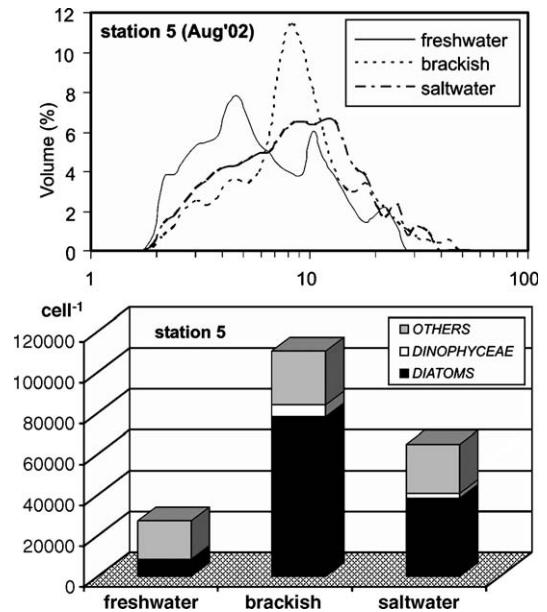 station 5 (Aug'02)
freshwater
brackish
saltwater
Volume (%)
12
10
8
6
4
2
0
1
10
100
cell⁻¹
station 5
OTHERS
DINOPHYCEAE
DIATOMS
120000
100000
80000
60000
40000
20000
0
freshwater
brackish
saltwater